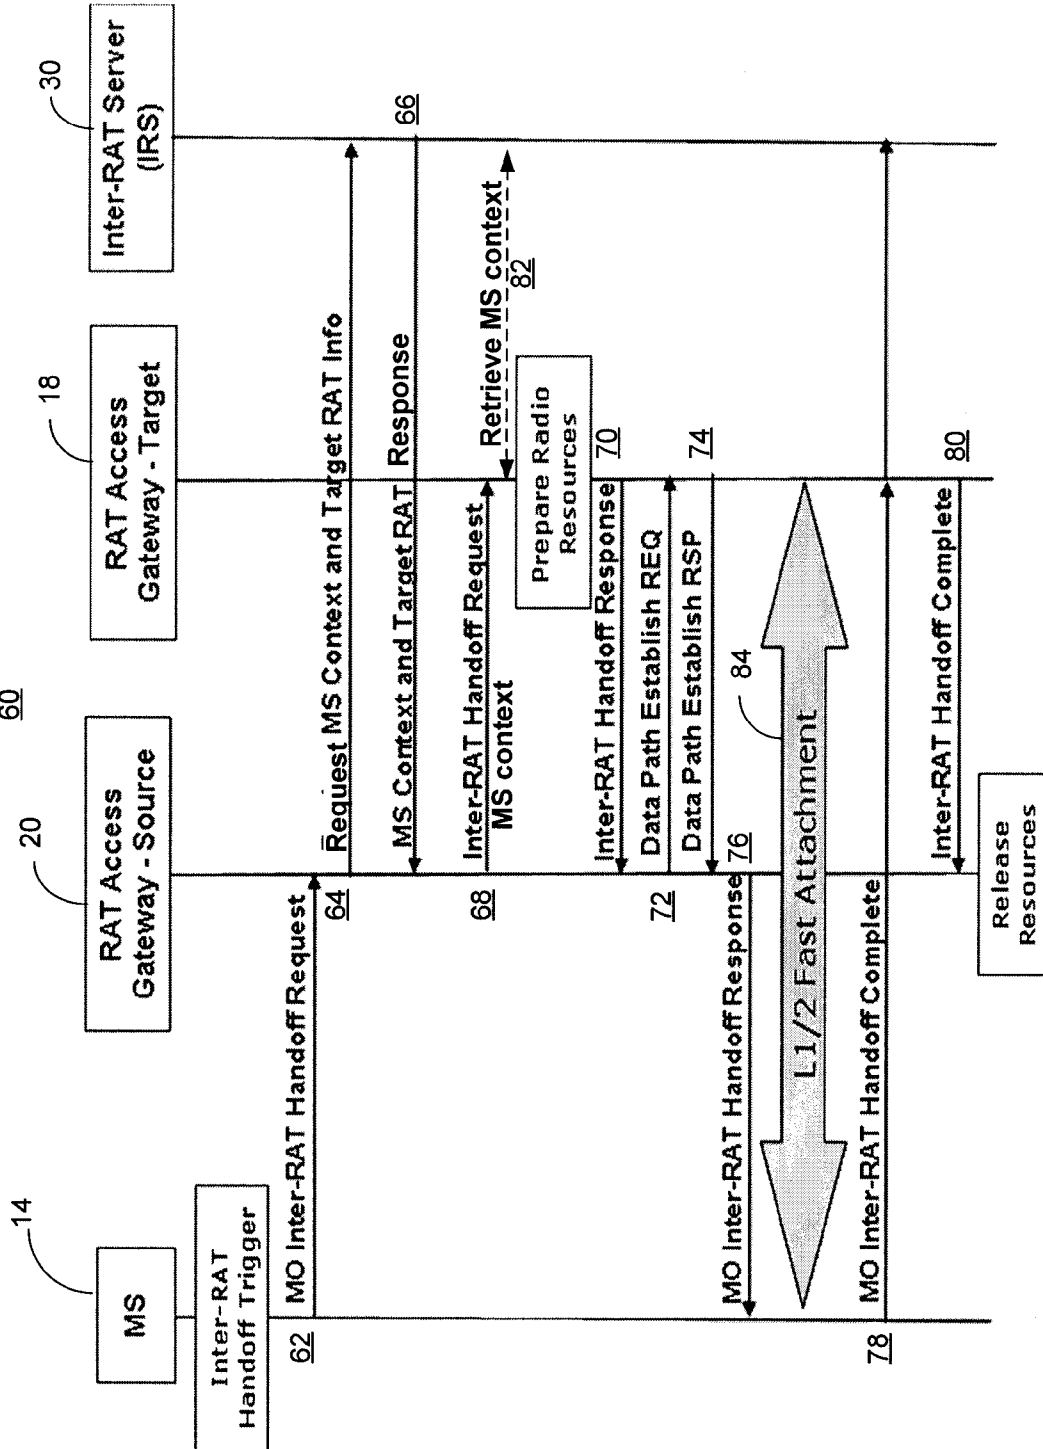 60
14
MS
20
RAT Access
Gateway - Source
18
RAT Access
Gateway - Target
30
Inter-RAT Server
(IRS)
Inter-RAT
Handoff Trigger
62
MO Inter-RAT Handoff Request
64
Request MS Context and Target RAT Info
MS Context and Target RAT Response
66
68
Inter-RAT Handoff Request
MS context
Retrieve MS context
82
Prepare Radio
Resources
Inter-RAT Handoff Response
70
72
Data Path Establish REQ
Data Path Establish RSP
74
MO Inter-RAT Handoff Response
76
L1/2 Fast Attachment
84
78
MO Inter-RAT Handoff Complete
Inter-RAT Handoff Complete
80
Release
Resources